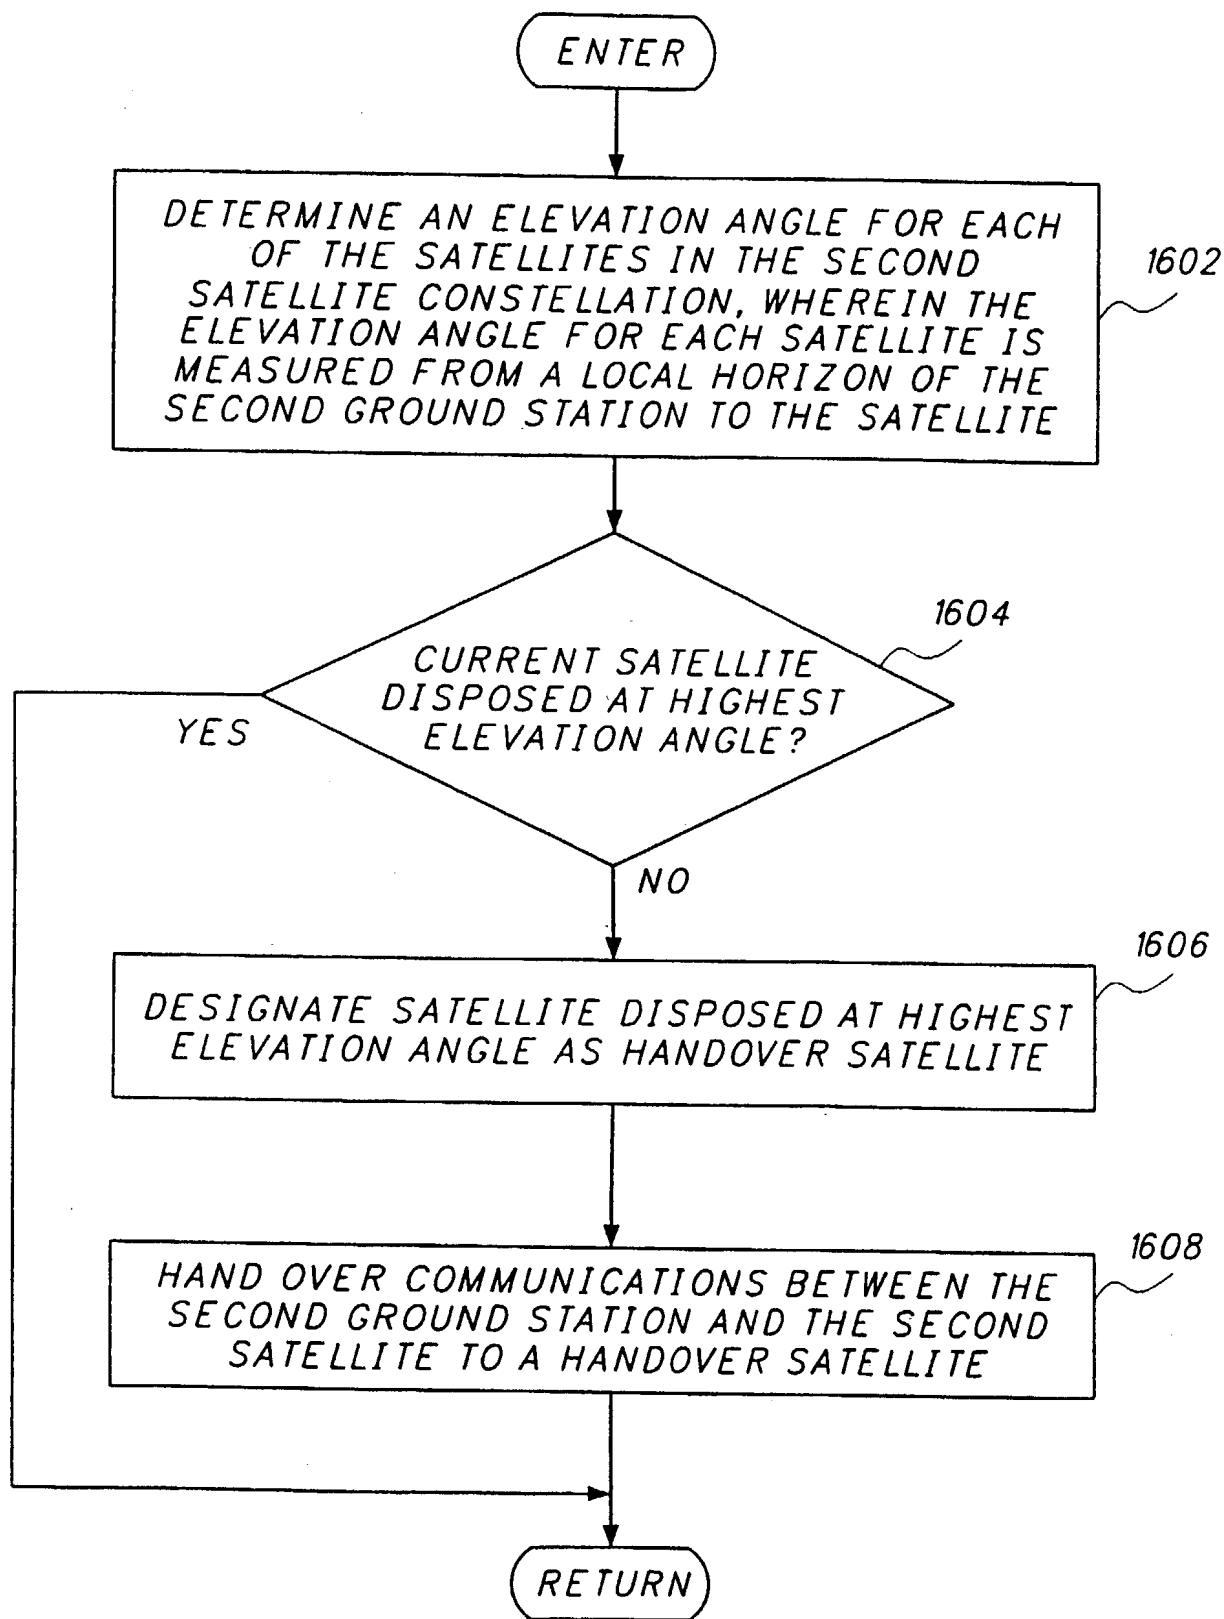 ENTER
DETERMINE AN ELEVATION ANGLE FOR EACH
OF THE SATELLITES IN THE SECOND
SATELLITE CONSTELLATION, WHEREIN THE
ELEVATION ANGLE FOR EACH SATELLITE IS
MEASURED FROM A LOCAL HORIZON OF THE
SECOND GROUND STATION TO THE SATELLITE
1602
1604
CURRENT SATELLITE
DISPOSED AT HIGHEST
ELEVATION ANGLE?
YES
NO
1606
DESIGNATE SATELLITE DISPOSED AT HIGHEST
ELEVATION ANGLE AS HANDOVER SATELLITE
1608
HAND OVER COMMUNICATIONS BETWEEN THE
SECOND GROUND STATION AND THE SECOND
SATELLITE TO A HANDOVER SATELLITE
RETURN